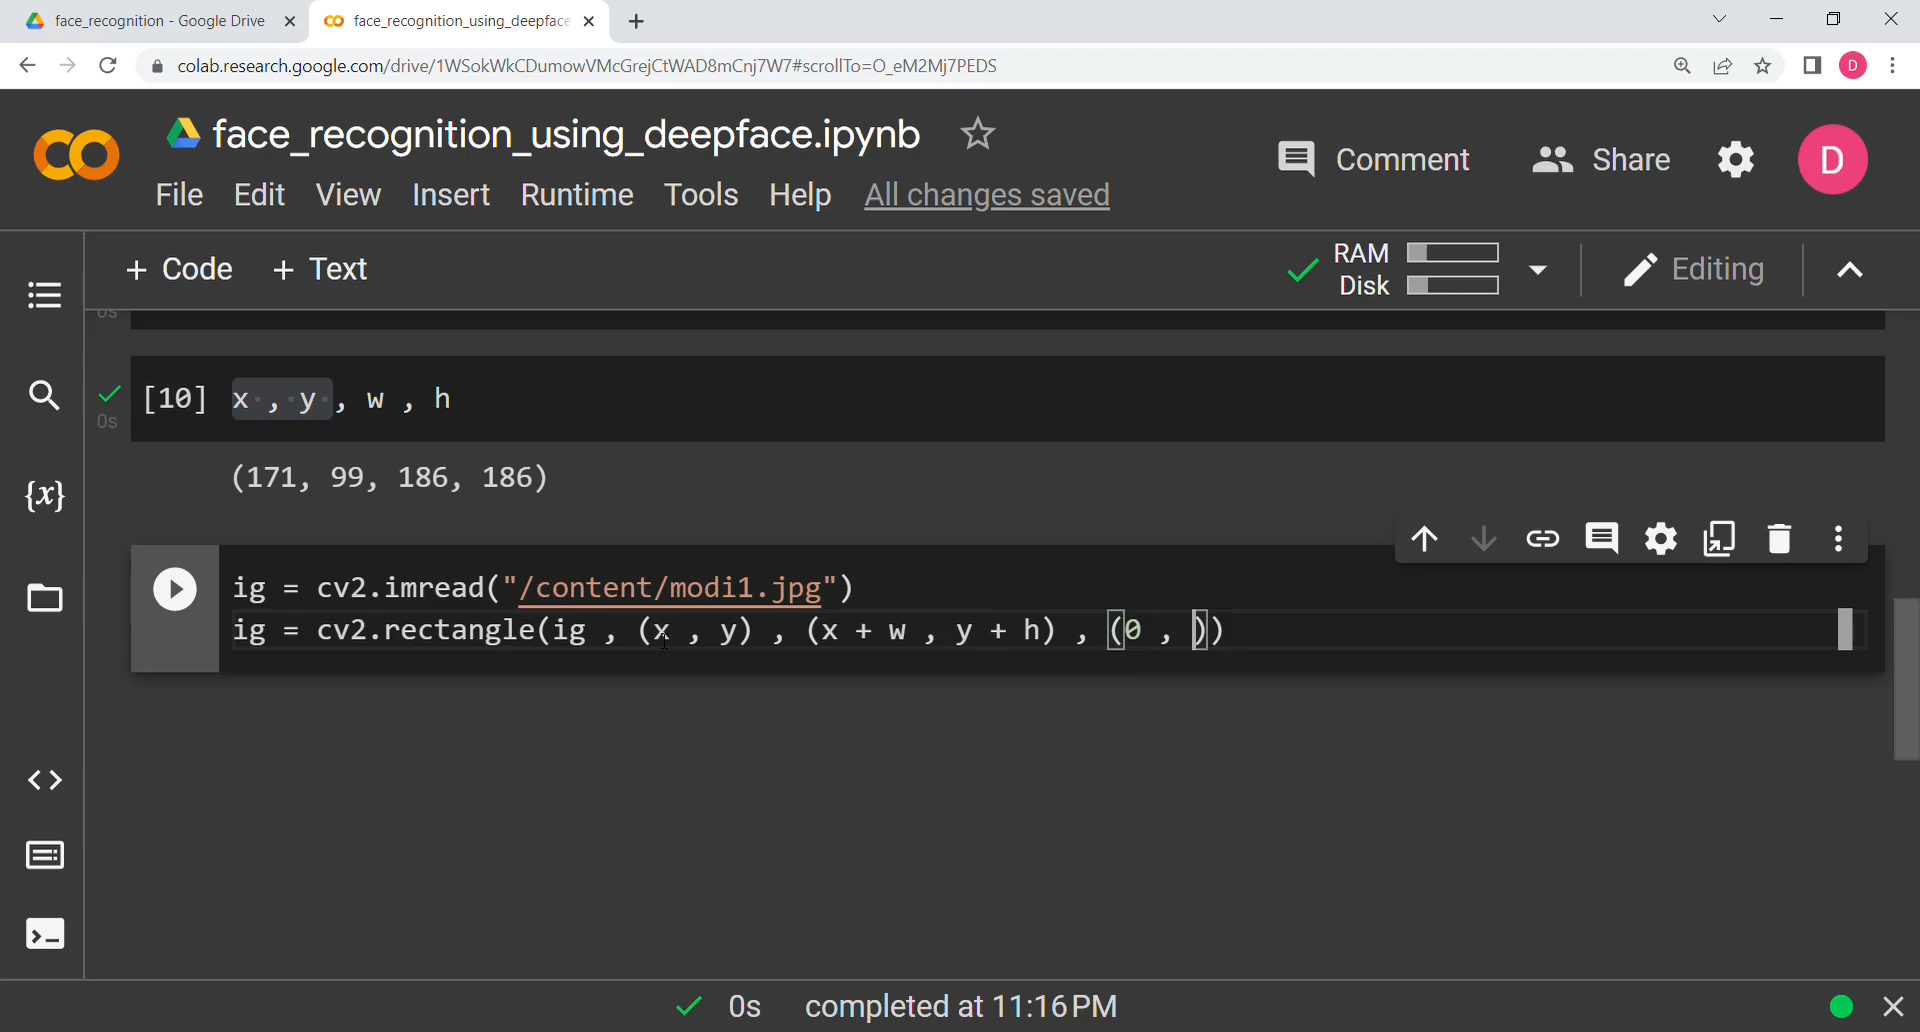 face_recognition - Google Drive
face_recognition_using_deepface
colab.research.google.com/drive/1WSokWkCDumowVMcGrejCtWAD8mCnj7W7#scrollTo=O_eM2Mj7PEDS
D
face_recognition_using_deepface.ipynb
Comment
Share
D
File Edit View Insert Runtime Tools Help All changes saved
+ Code + Text
RAM
Disk
Editing
0s
[10] x , y , w , h
0s
(171, 99, 186, 186)
ig = cv2.imread("/content/modi1.jpg")
ig = cv2.rectangle(ig , (x , y) , (x + w , y + h) , (0 , ))
0s completed at 11:16 PM